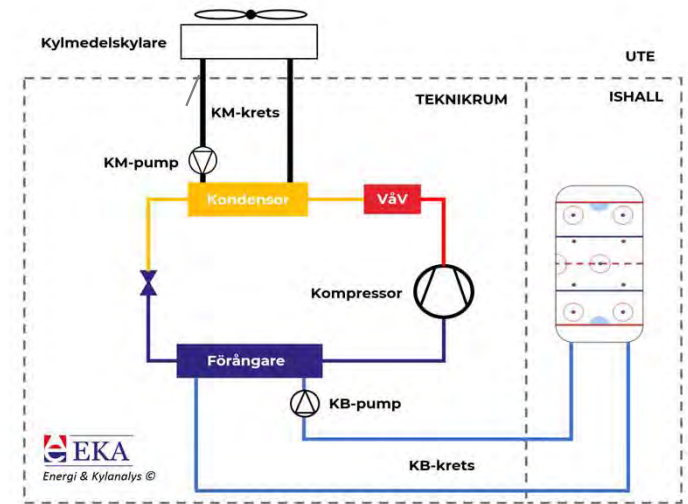 Kylmedelskylare
UTE
TEKNIKRUM
ISHALL
KM-krets
KM-pump
Kondensor
VåV
Kompressor
Förångare
KB-pump
KB-krets
EKA
Energi & Kylanalys ©